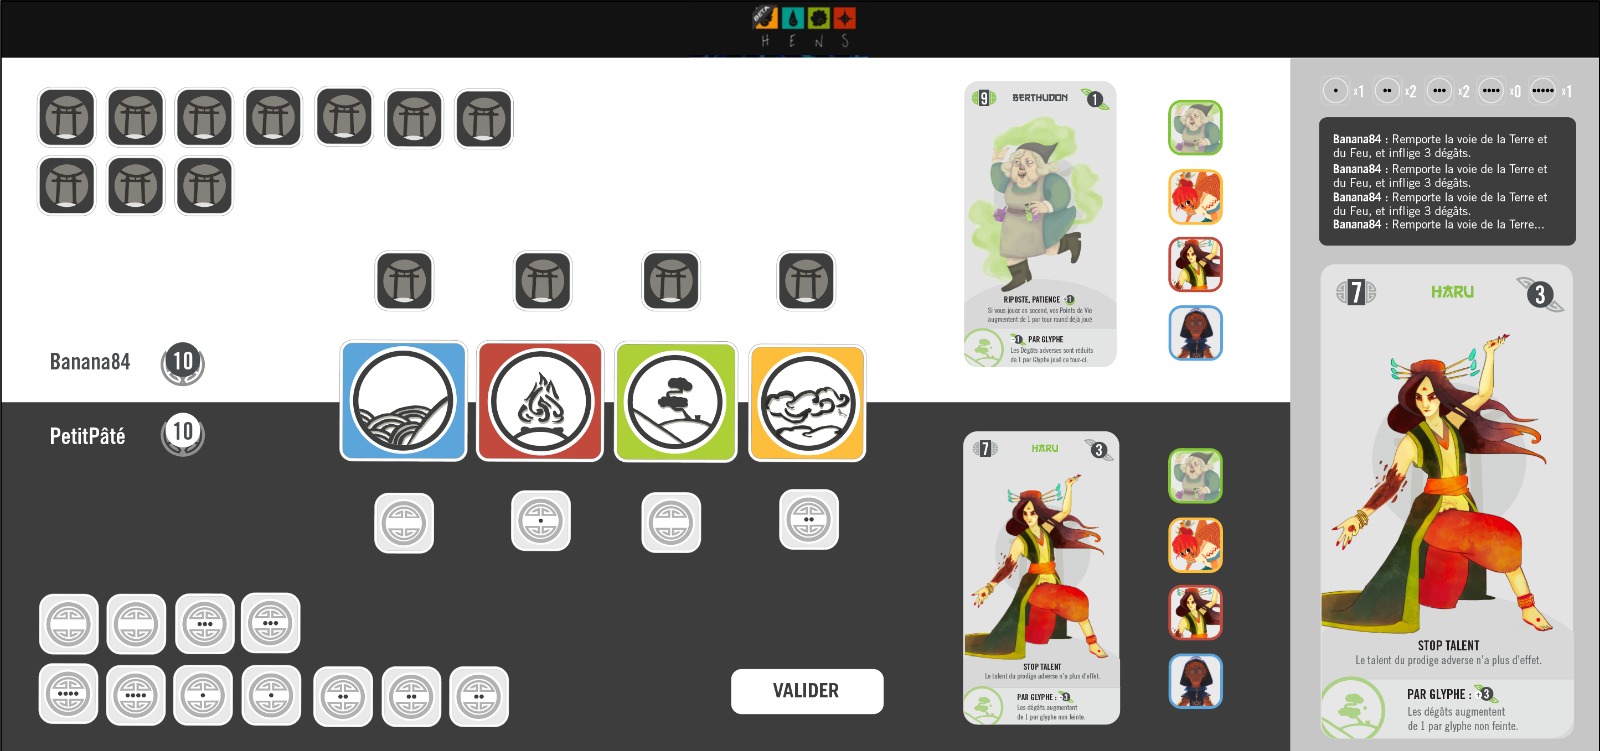 BETA
H E N S
9 BERTHUDON 1
RIPOSTE, PATIENCE +1
Si vous jouez en second, vos Points de Vie
augmentent de 1 par tour round déjà joué
PAR GLYPHE
Les Dégâts adverses sont réduits
de 1 par Glyphe joué ce tour-ci.
Banana84 10
PetitPâté 10
7 HARU 3
STOP TALENT
Le talent du prodige adverse n'a plus d'effet.
PAR GLYPHE :
Les dégâts augmentent
de 1 par glyphe non feinte.
VALIDER
x1 x2 x2 x0 x1
Banana84 : Remporte la voie de la Terre et
du Feu, et inflige 3 dégâts.
Banana84 : Remporte la voie de la Terre et
du Feu, et inflige 3 dégâts.
Banana84 : Remporte la voie de la Terre et
du Feu, et inflige 3 dégâts.
Banana84 : Remporte la voie de la Terre...
7 HARU 3
STOP TALENT
Le talent du prodige adverse n'a plus d'effet.
PAR GLYPHE : +3
Les dégâts augmentent
de 1 par glyphe non feinte.